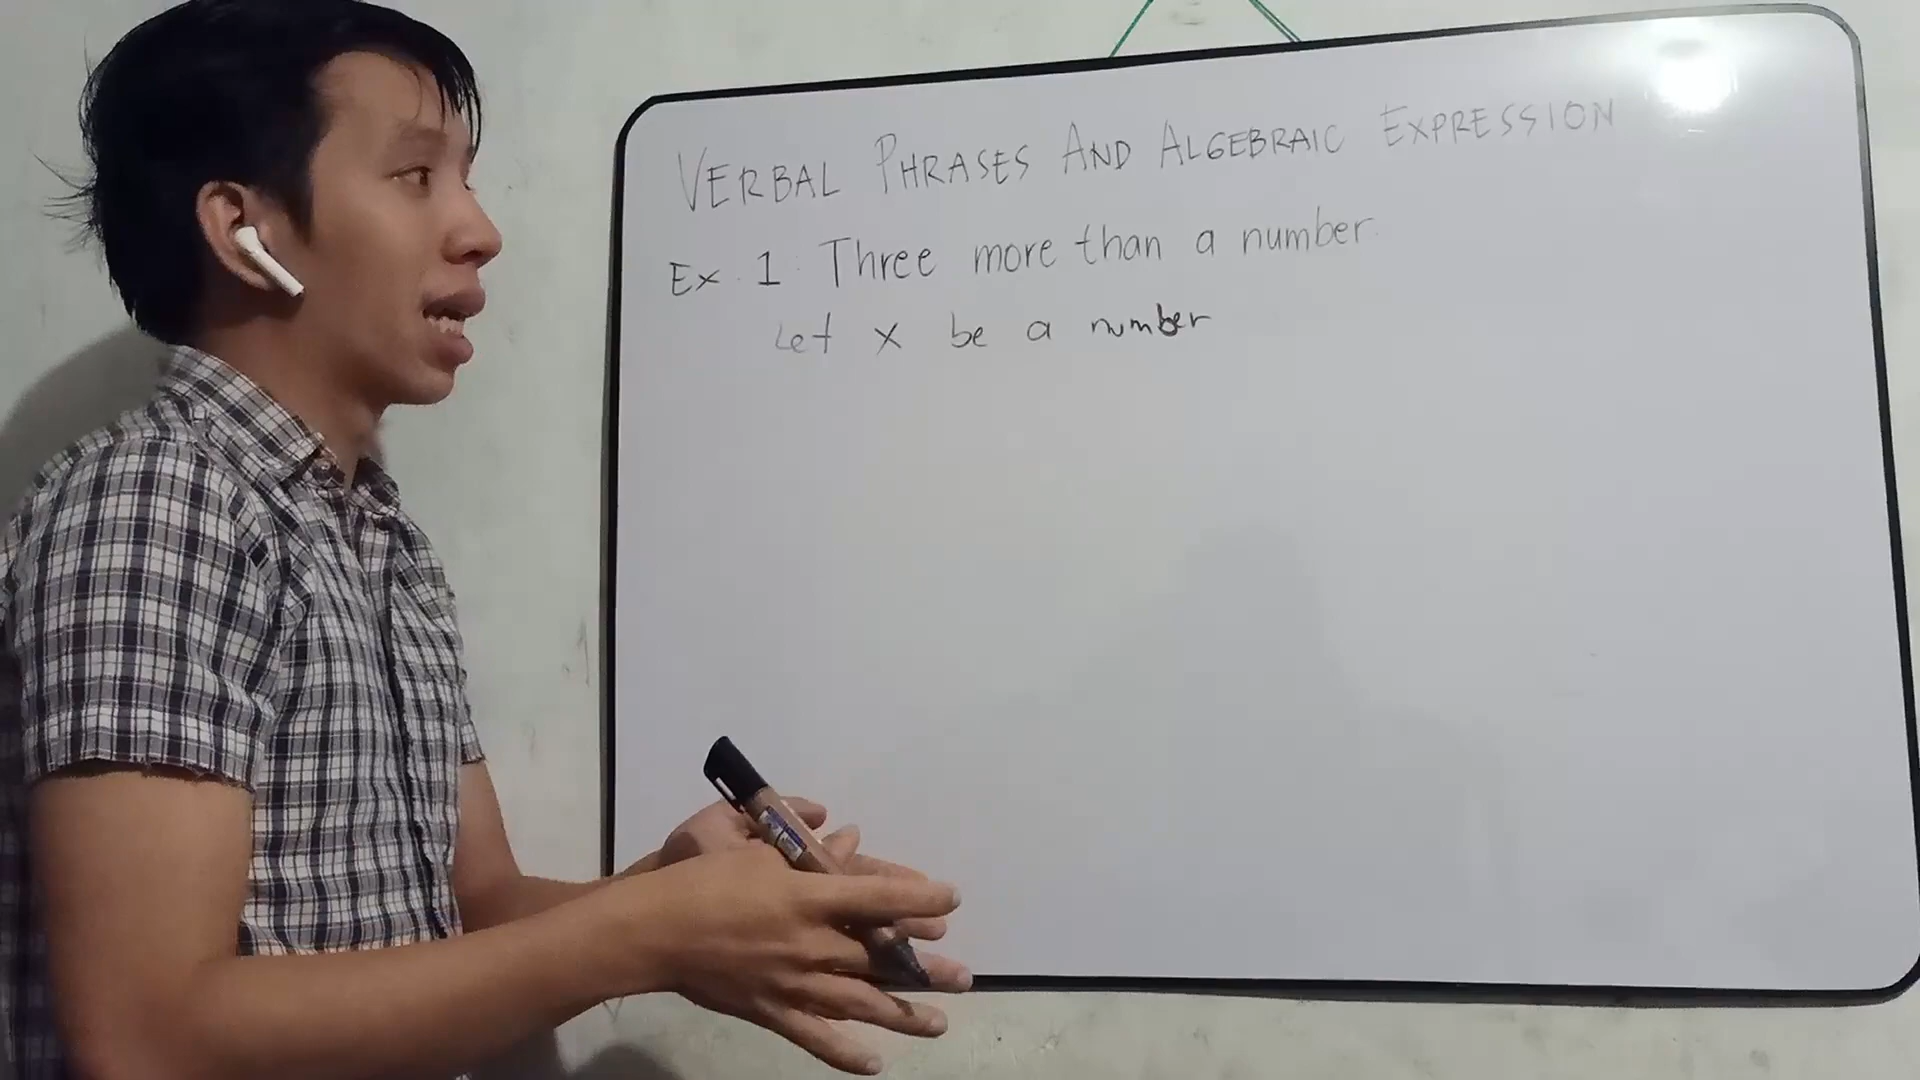 VERBAL PHRASES AND ALGEBRAIC EXPRESSION
Ex. 1: Three more than a number.
Let x be a number